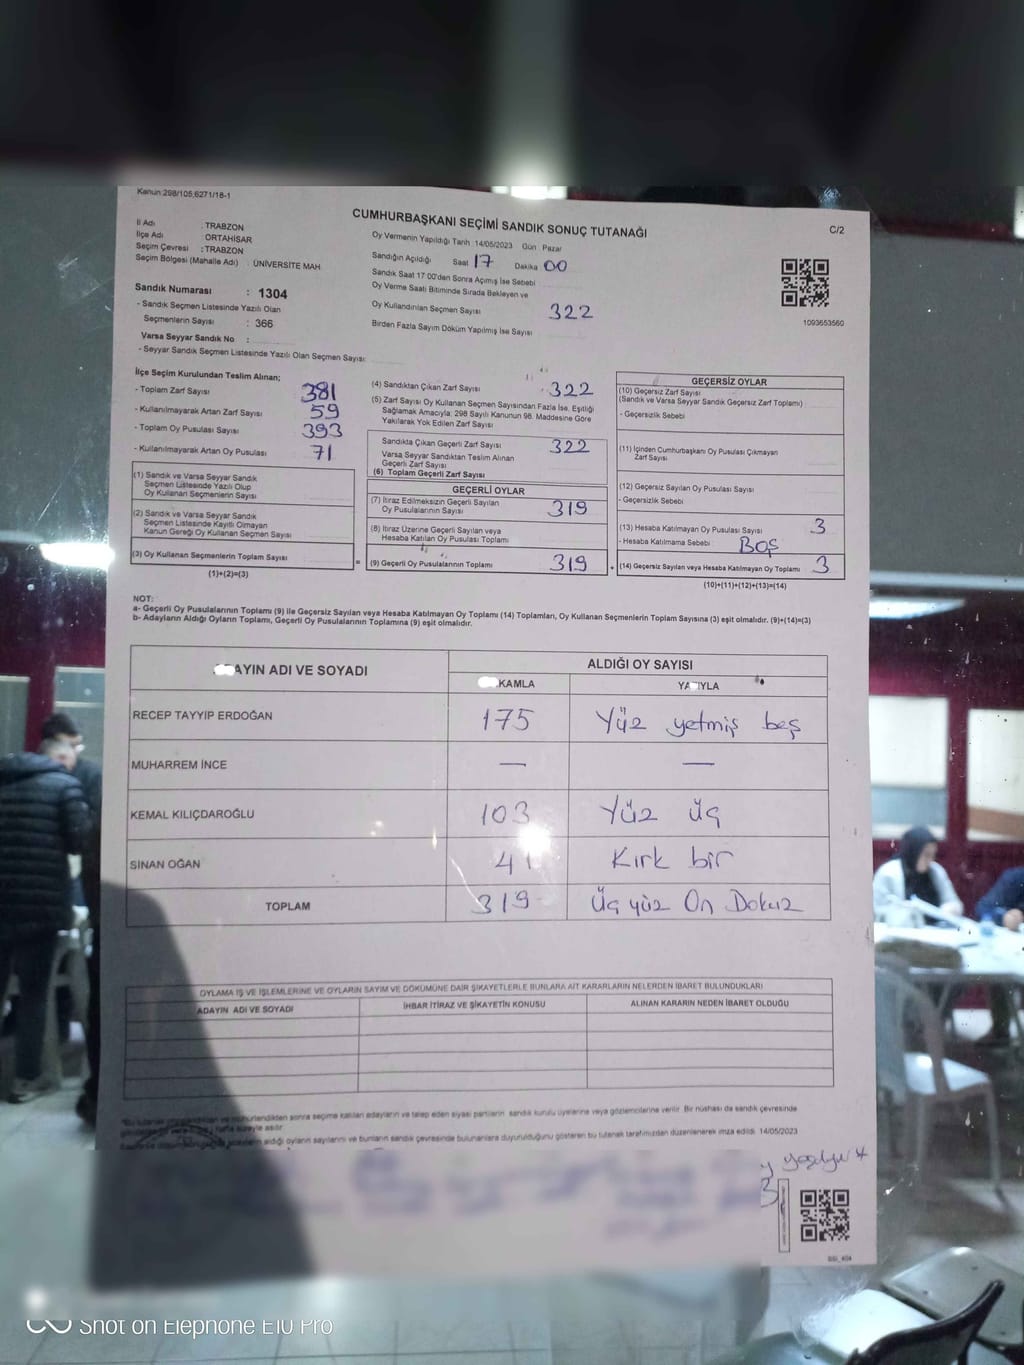 Kanun:298/105,6271/18-1
CUMHURBAŞKANI SEÇİMİ SANDIK SONUÇ TUTANAĞI
C/2
İl Adı : TRABZON
İlçe Adı : ORTAHİSAR
Seçim Çevresi : TRABZON
Seçim Bölgesi (Mahalle Adı) : ÜNİVERSİTE MAH
Sandık Numarası : 1304
- Sandık Seçmen Listesinde Yazılı Olan
Seçmenlerin Sayısı : 366
Varsa Seyyar Sandık No :
- Seyyar Sandık Seçmen Listesinde Yazılı Olan Seçmen Sayısı:
Oy Vermenin Yapıldığı Tarih :14/05/2023 Gün Pazar
Sandığın Açıldığı Saat 17 Dakika 00
Sandık Saat 17:00'den Sonra Açımış İse Sebebi
Oy Verme Saati Bitiminde Sırada Bekleyen ve
Oy Kullandırılan Seçmen Sayısı 322
Birden Fazla Sayım Döküm Yapılmış İse Sayısı
1093653560
İlçe Seçim Kurulundan Teslim Alınan;
- Toplam Zarf Sayısı 381
- Kullanılmayarak Artan Zarf Sayısı 59
- Toplam Oy Pusulası Sayısı 393
- Kullanılmayarak Artan Oy Pusulası 71
(1) Sandık ve Varsa Seyyar Sandık
Seçmen Listesinde Yazılı Olup
Oy Kullanan Seçmenlerin Sayısı
(2) Sandık ve Varsa Seyyar Sandık
Seçmen Listesinde Kayıtlı Olmayan
Kanun Gereği Oy Kullanan Seçmen Sayısı
(3) Oy Kullanan Seçmenlerin Toplam Sayısı
(1)+(2)=(3)
(4) Sandıktan Çıkan Zarf Sayısı 322
(5) Zarf Sayısı Oy Kullanan Seçmen Sayısından Fazla İse, Eşitliği
Sağlamak Amacıyla; 298 Sayılı Kanunun 98. Maddesine Göre
Yakılarak Yok Edilen Zarf Sayısı
Sandıkta Çıkan Geçerli Zarf Sayısı 322
Varsa Seyyar Sandıktan Teslim Alınan
Geçerli Zarf Sayısı
(6) Toplam Geçerli Zarf Sayısı
GEÇERLİ OYLAR
(7) İtiraz Edilmeksizin Geçerli Sayılan
Oy Pusulalarının Sayısı 319
(8) İtiraz Üzerine Geçerli Sayılan veya
Hesaba Katılan Oy Pusulası Toplamı
= (9) Geçerli Oy Pusulalarının Toplamı 319 +
GEÇERSİZ OYLAR
(10) Geçersiz Zarf Sayısı
(Sandık ve Varsa Seyyar Sandık Geçersiz Zarf Toplamı)
- Geçersizlik Sebebi
(11) İçinden Cumhurbaşkanı Oy Pusulası Çıkmayan
Zarf Sayısı
(12) Geçersiz Sayılan Oy Pusulası Sayısı
- Geçersizlik Sebebi
(13) Hesaba Katılmayan Oy Pusulası Sayısı 3
- Hesaba Katılmama Sebebi BOŞ
(14) Geçersiz Sayılan veya Hesaba Katılmayan Oy Toplamı 3
(10)+(11)+(12)+(13)=(14)
NOT:
a- Geçerli Oy Pusulalarının Toplamı (9) ile Geçersiz Sayılan veya Hesaba Katılmayan Oy Toplamı (14) Toplamları, Oy Kullanan Seçmenlerin Toplam Sayısına (3) eşit olmalıdır. (9)+(14)=(3)
b- Adayların Aldığı Oyların Toplamı, Geçerli Oy Pusulalarının Toplamına (9) eşit olmalıdır.
AYIN ADI VE SOYADI
ALDIĞI OY SAYISI
KAMLA YA IYLA
RECEP TAYYİP ERDOĞAN 175 Yüz yetmiş beş
MUHARREM İNCE — —
KEMAL KILIÇDAROĞLU 103 Yüz üç
SİNAN OĞAN 41 Kırk bir
TOPLAM 319 Üç yüz On Dokuz
OYLAMA İŞ VE İŞLEMLERİNE VE OYLARIN SAYIM VE DÖKÜMÜNE DAİR ŞİKAYETLERLE BUNLARA AİT KARARLARIN NELERDEN İBARET BULUNDUKLARI
ADAYIN ADI VE SOYADI
İHBAR İTİRAZ VE ŞİKAYETİN KONUSU
ALINAN KARARIN NEDEN İBARET OLDUĞU
sonra seçime katılan adayların ve talep eden siyasi partilerin sandık kurulu üyelerine veya gözlemcilerine verilir. Bir nüshası da sandık çevresinde
süreyle asılır.
aldığı oyların sayılarını ve bunların sandık çevresinde bulunanlara duyurulduğunu gösteren bu tutanak tarafımızdan düzenlenerek imza edildi. 14/05/2023
Shot on Elephone E10 Pro